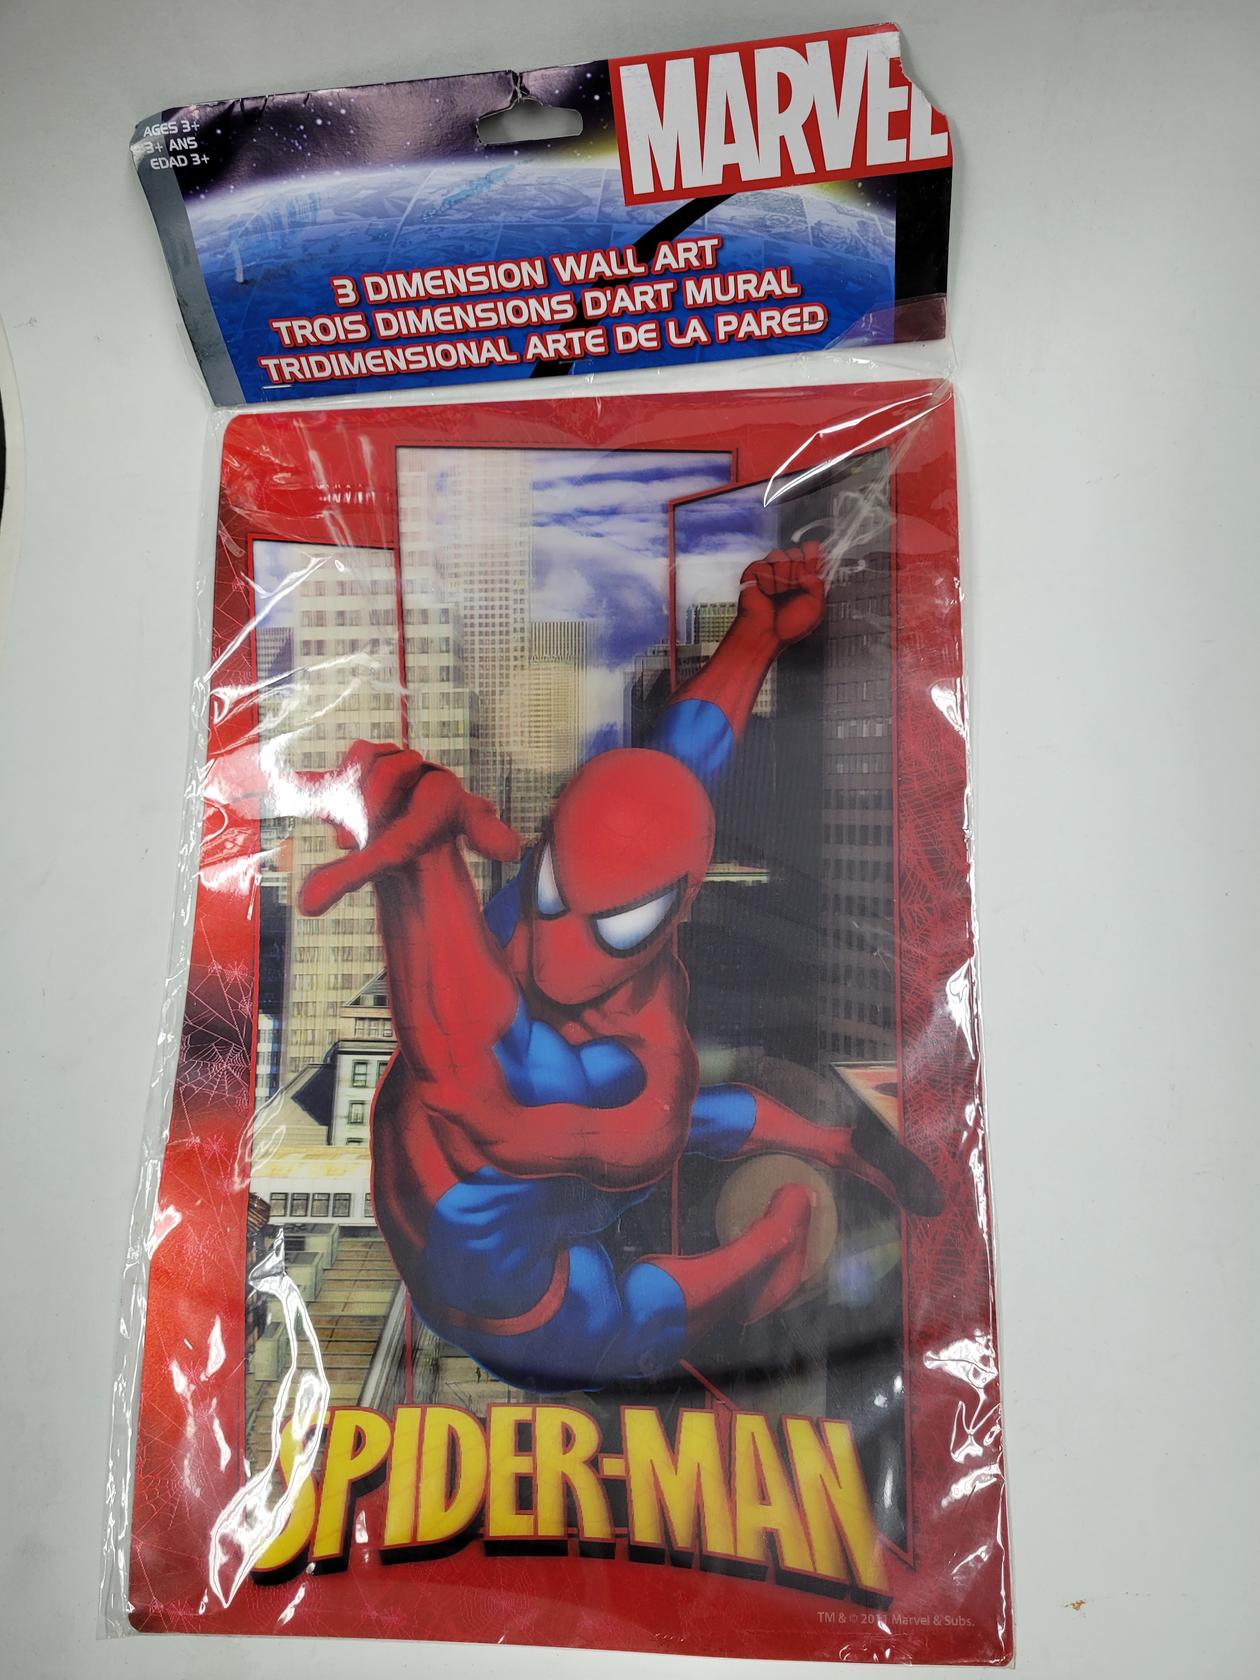 MARVEL
AGES 3+
3+ ANS
EDAD 3+
3 DIMENSION WALL ART
TROIS DIMENSIONS D'ART MURAL
TRIDIMENSIONAL ARTE DE LA PARED
SPIDER-MAN
TM & © 2011 Marvel & Subs.